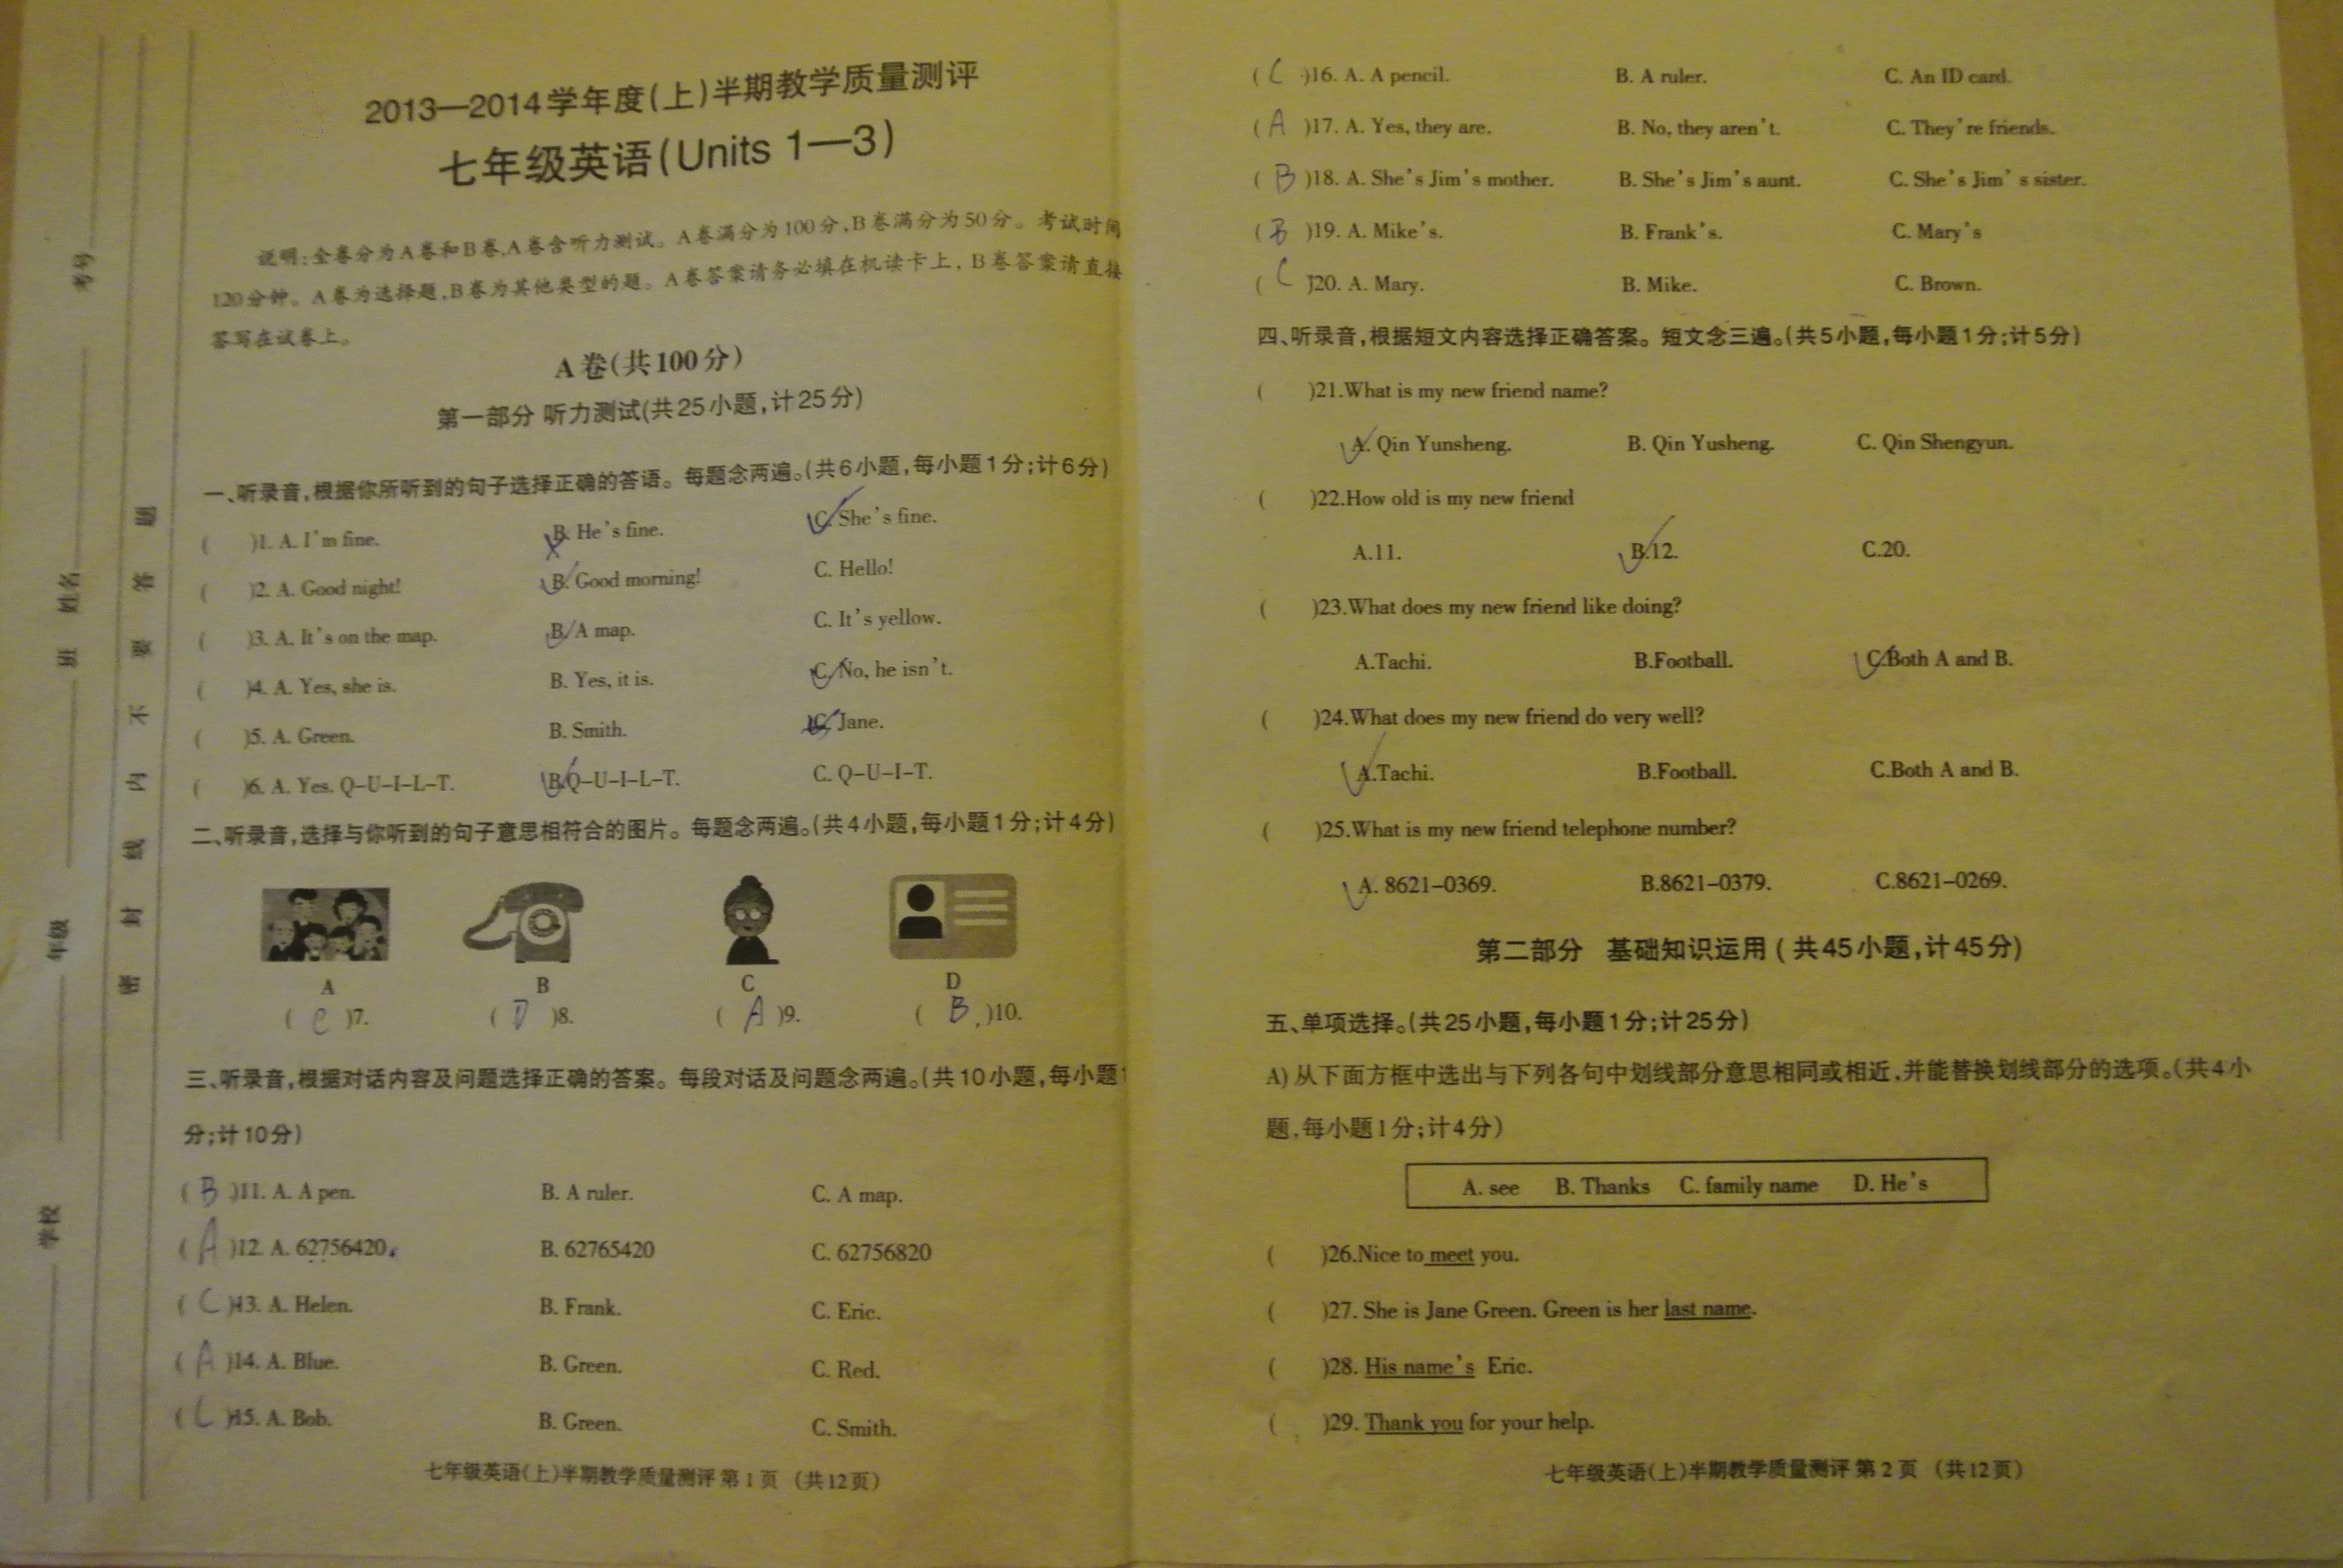 2013—2014学年度(上)半期教学质量测评
七年级英语(Units 1—3)
说明:全卷分为A卷和B卷,A卷含听力测试。A卷满分为100分,B卷满分为50分。考试时间
120分钟。A卷为选择题,B卷为其他类型的题。A卷答案请务必填在机读卡上,B卷答案请直接
答写在试卷上。
A卷(共100分)
第一部分 听力测试(共25小题,计25分)
一、听录音,根据你所听到的句子选择正确的答语。每题念两遍。(共6小题,每小题1分;计6分)
( )1. A. I'm fine. B. He's fine. C. She's fine.
( )2. A. Good night! B. Good morning! C. Hello!
( )3. A. It's on the map. B. A map. C. It's yellow.
( )4. A. Yes, she is. B. Yes, it is. C. No, he isn't.
( )5. A. Green. B. Smith. C. Jane.
( )6. A. Yes. Q-U-I-L-T. B.Q-U-I-L-T. C. Q-U-I-T.
二、听录音,选择与你听到的句子意思相符合的图片。每题念两遍。(共4小题,每小题1分;计4分)
A B C D
( C )7. ( D )8. ( A )9. ( B. )10.
三、听录音,根据对话内容及问题选择正确的答案。每段对话及问题念两遍。(共10小题,每小题1
分;计10分)
( B )11. A. A pen. B. A ruler. C. A map.
( A )12. A. 62756420. B. 62765420 C. 62756820
( C )13. A. Helen. B. Frank. C. Eric.
( A )14. A. Blue. B. Green. C. Red.
( C )15. A. Bob. B. Green. C. Smith.
七年级英语(上)半期教学质量测评 第1页 (共12页)
考号
姓名
班
年级
学校
密 封 线 内 不 要 答 题
( C )16. A. A pencil. B. A ruler. C. An ID card.
( A )17. A. Yes, they are. B. No, they aren't. C. They're friends.
( B )18. A. She's Jim's mother. B. She's Jim's aunt. C. She's Jim' s sister.
( B )19. A. Mike's. B. Frank's. C. Mary's
( C )20. A. Mary. B. Mike. C. Brown.
四、听录音,根据短文内容选择正确答案。短文念三遍。(共5小题,每小题1分;计5分)
( )21.What is my new friend name?
A. Qin Yunsheng. B. Qin Yusheng. C. Qin Shengyun.
( )22.How old is my new friend
A.11. B.12. C.20.
( )23.What does my new friend like doing?
A.Tachi. B.Football. C.Both A and B.
( )24.What does my new friend do very well?
A.Tachi. B.Football. C.Both A and B.
( )25.What is my new friend telephone number?
A. 8621-0369. B.8621-0379. C.8621-0269.
第二部分 基础知识运用(共45小题,计45分)
五、单项选择。(共25小题,每小题1分;计25分)
A)从下面方框中选出与下列各句中划线部分意思相同或相近,并能替换划线部分的选项。(共4小
题,每小题1分;计4分)
A. see B. Thanks C. family name D. He's
( )26.Nice to meet you.
( )27. She is Jane Green. Green is her last name.
( )28. His name's Eric.
( )29. Thank you for your help.
七年级英语(上)半期教学质量测评 第2页 (共12页)